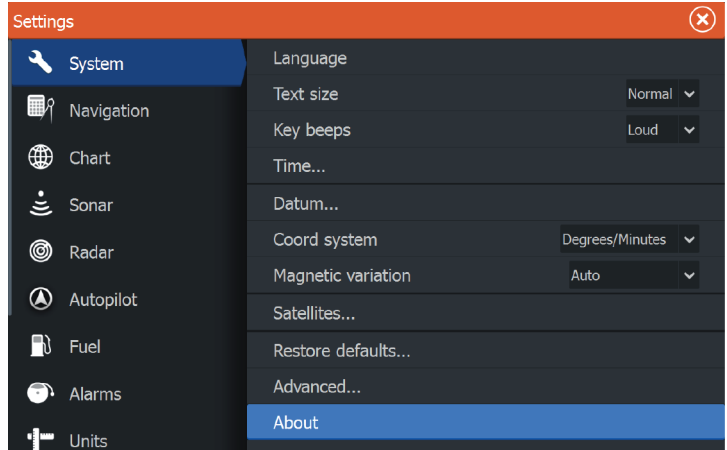 Settings
System
Navigation
Chart
Sonar
Radar
Autopilot
Fuel
Alarms
Units
Language
Text size Normal
Key beeps Loud
Time...
Datum...
Coord system Degrees/Minutes
Magnetic variation Auto
Satellites...
Restore defaults...
Advanced...
About